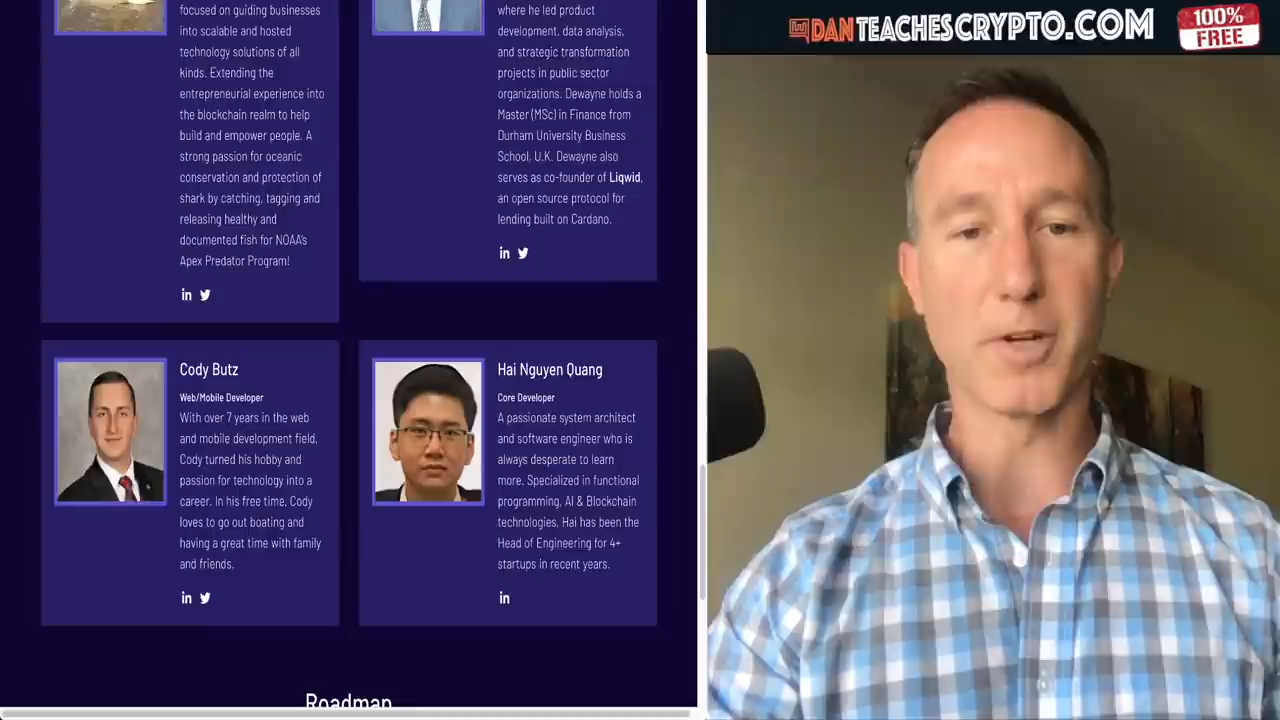 focused on guiding businesses
into scalable and hosted
technology solutions of all
kinds. Extending the
entrepreneurial experience into
the blockchain realm to help
build and empower people. A
strong passion for oceanic
conservation and protection of
shark by catching, tagging and
releasing healthy and
documented fish for NOAA's
Apex Predator Program!
in
where he led product
development, data analysis,
and strategic transformation
projects in public sector
organizations. Dewayne holds a
Master (MSc) in Finance from
Durham University Business
School, U.K. Dewayne also
serves as co-founder of Liqwid,
an open source protocol for
lending built on Cardano.
in
Cody Butz
Web/Mobile Developer
With over 7 years in the web
and mobile development field,
Cody turned his hobby and
passion for technology into a
career. In his free time, Cody
loves to go out boating and
having a great time with family
and friends.
in
Hai Nguyen Quang
Core Developer
A passionate system architect
and software engineer who is
always desperate to learn
more. Specialized in functional
programming, AI & Blockchain
technologies, Hai has been the
Head of Engineering for 4+
startups in recent years.
in
Roadmap
DANTEACHESCRYPTO.COM
100%
FREE